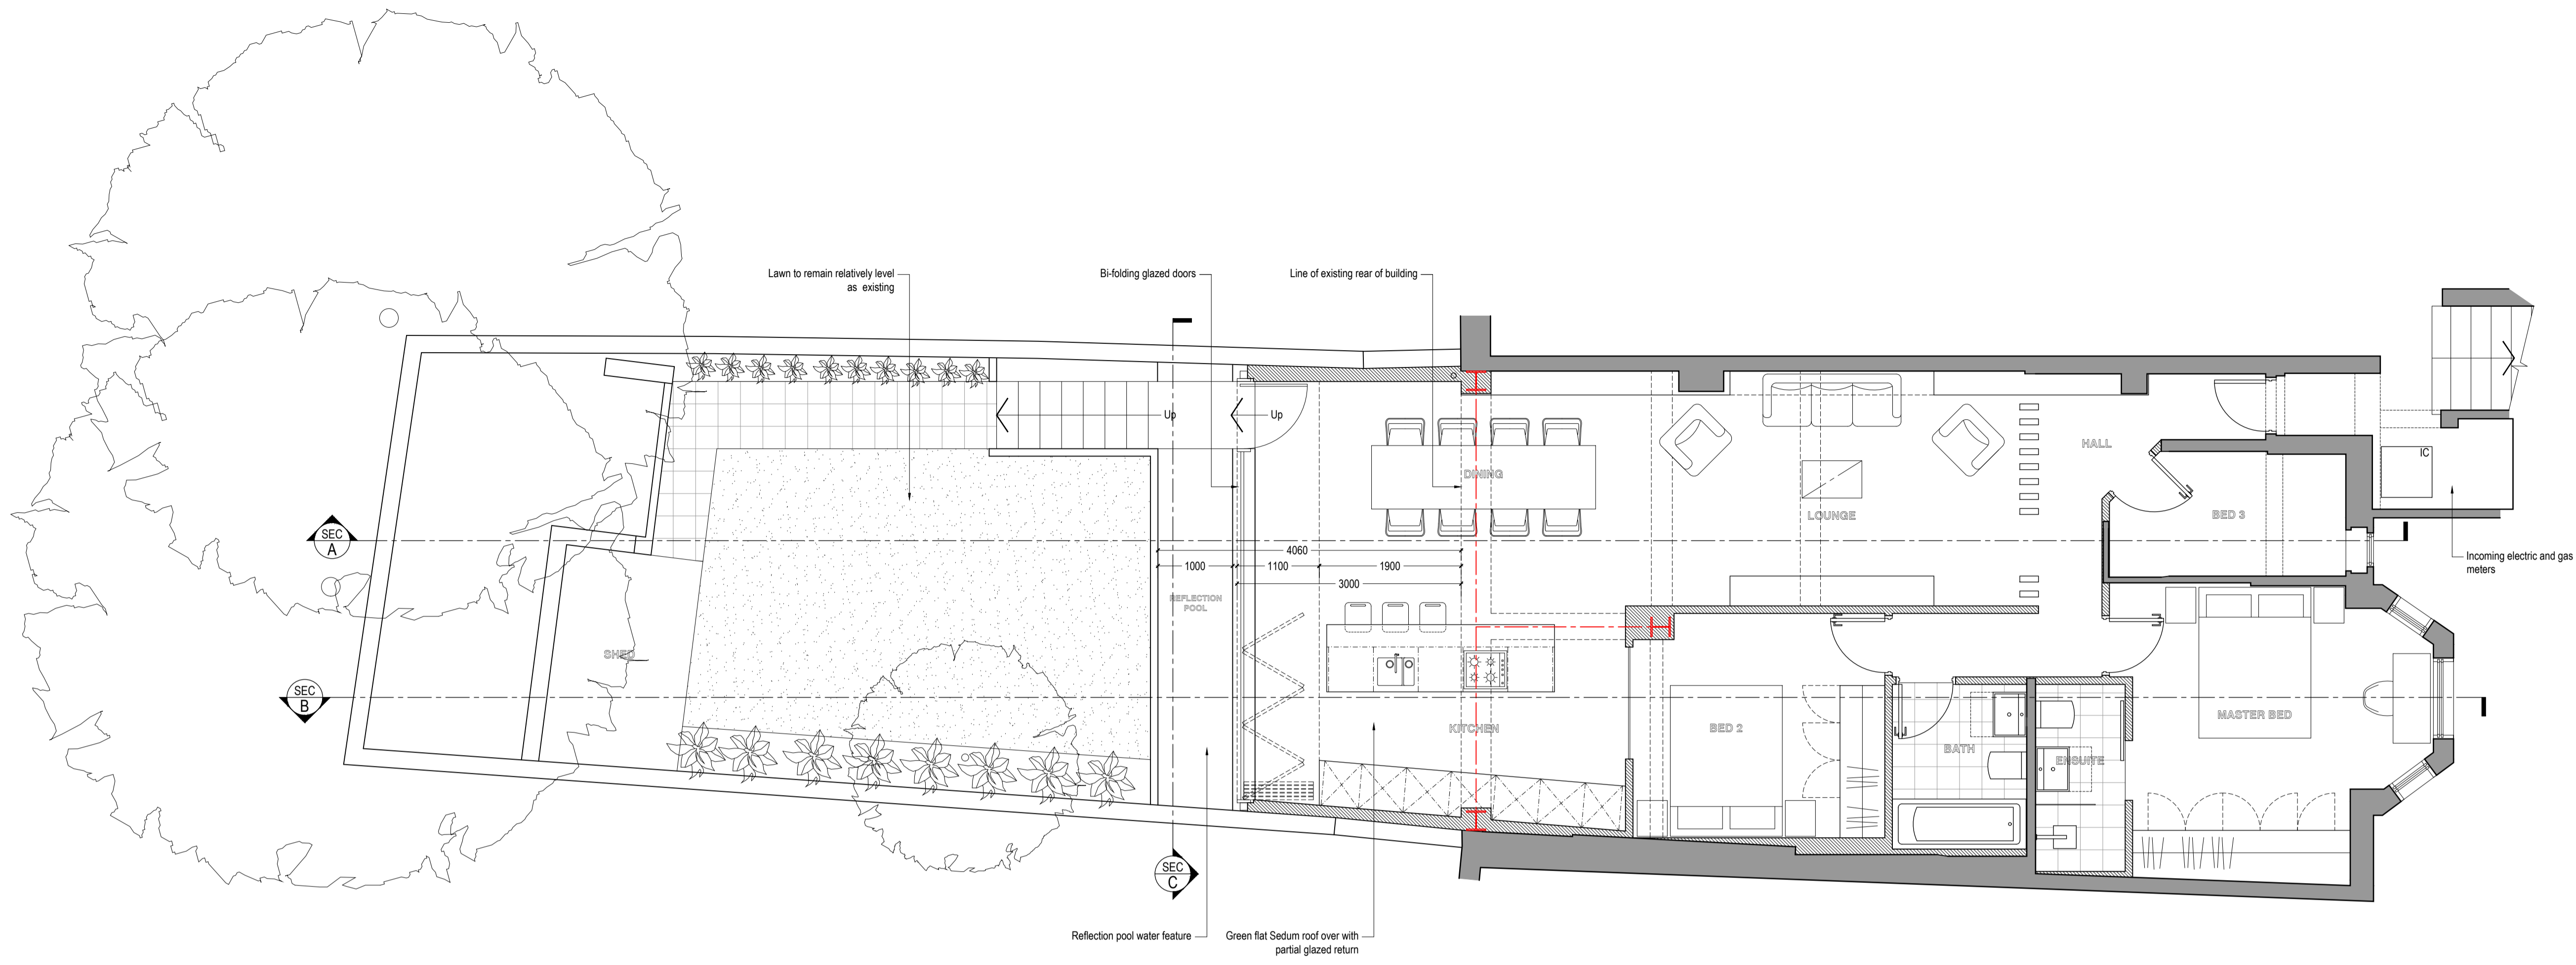 Lawn to remain relatively level
as existing
Bi-folding glazed doors
Line of existing rear of building
Up
Up
HALL
IC
DINING
LOUNGE
BED 3
SEC
A
4060
1000
1100
1900
3000
Incoming electric and gas
meters
REFLECTION
POOL
SHED
SEC
B
KITCHEN
BED 2
BATH
ENSUITE
MASTER BED
SEC
C
Reflection pool water feature
Green flat Sedum roof over with
partial glazed return